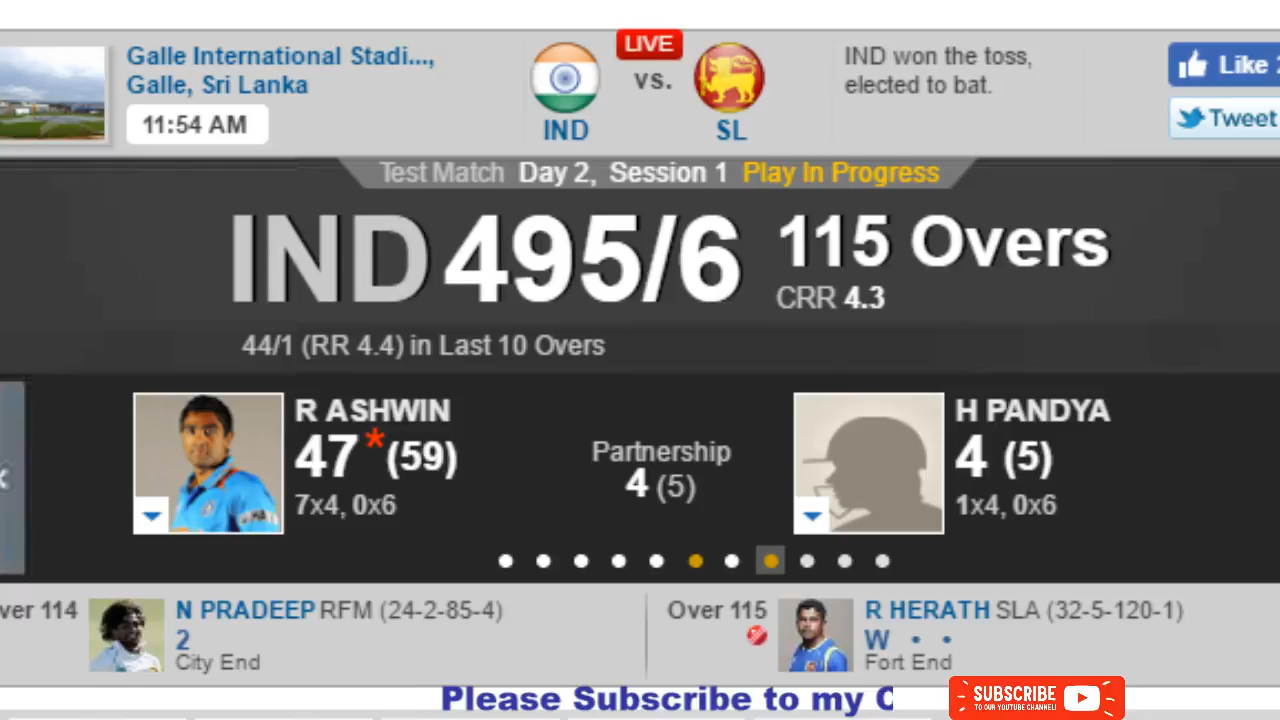 Galle International Stadi...,
Galle, Sri Lanka
11:54 AM
LIVE
VS.
IND
SL
IND won the toss,
elected to bat.
Like
Tweet
Test Match Day 2, Session 1 Play In Progress
IND 495/6
115 Overs
CRR 4.3
44/1 (RR 4.4) in Last 10 Overs
R ASHWIN
47*(59)
7x4, 0x6
Partnership
4 (5)
H PANDYA
4 (5)
1x4, 0x6
ver 114
N PRADEEP RFM (24-2-85-4)
2
City End
Over 115
R HERATH SLA (32-5-120-1)
W • •
Fort End
Please Subscribe to my C
SUBSCRIBE
TO OUR YOUTUBE CHANNEL